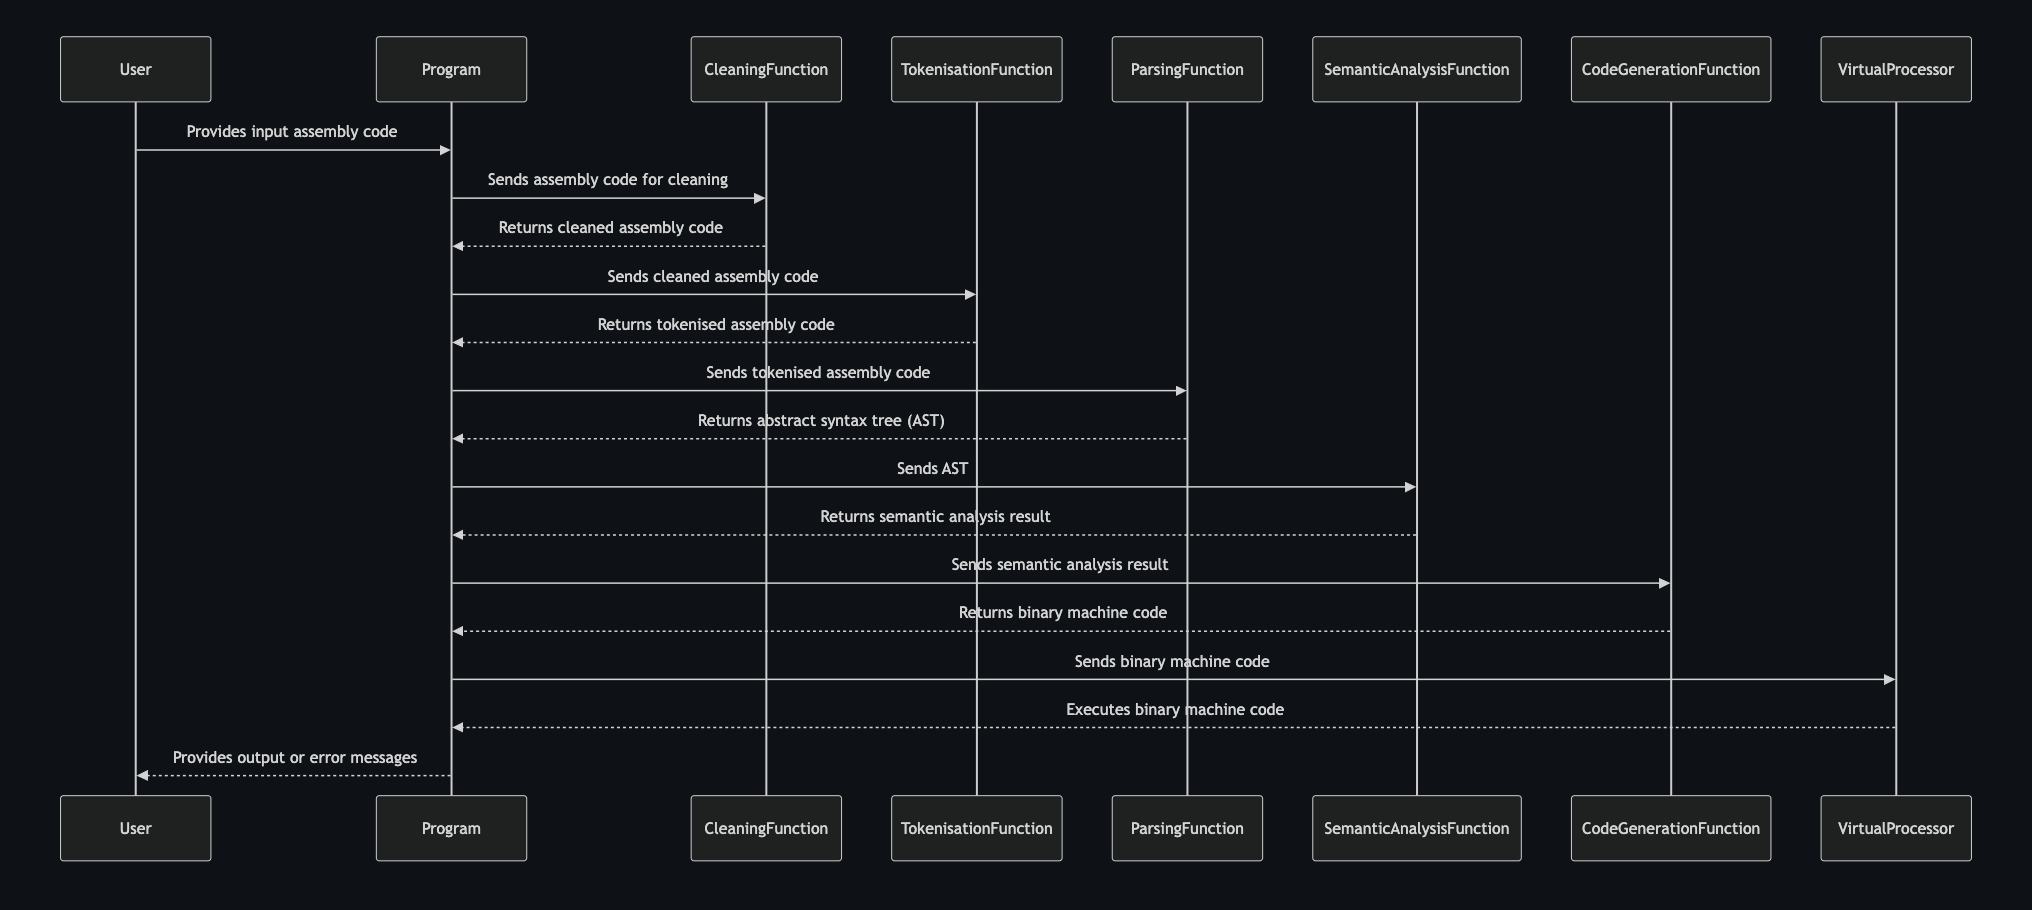 User
Program
CleaningFunction
TokenisationFunction
ParsingFunction
SemanticAnalysisFunction
CodeGenerationFunction
VirtualProcessor
Provides input assembly code
Sends assembly code for cleaning
Returns cleaned assembly code
Sends cleaned assembly code
Returns tokenised assembly code
Sends tokenised assembly code
Returns abstract syntax tree (AST)
Sends AST
Returns semantic analysis result
Sends semantic analysis result
Returns binary machine code
Sends binary machine code
Executes binary machine code
Provides output or error messages
User
Program
CleaningFunction
TokenisationFunction
ParsingFunction
SemanticAnalysisFunction
CodeGenerationFunction
VirtualProcessor